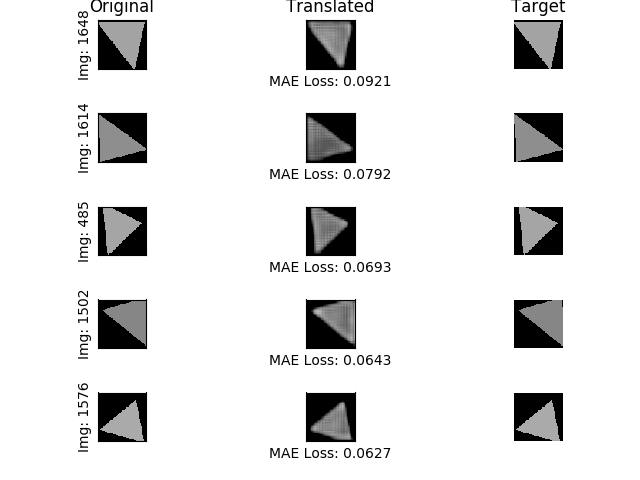 Original Translated Target
Img: 1648
MAE Loss: 0.0921
Img: 1614
MAE Loss: 0.0792
Img: 485
MAE Loss: 0.0693
Img: 1502
MAE Loss: 0.0643
Img: 1576
MAE Loss: 0.0627